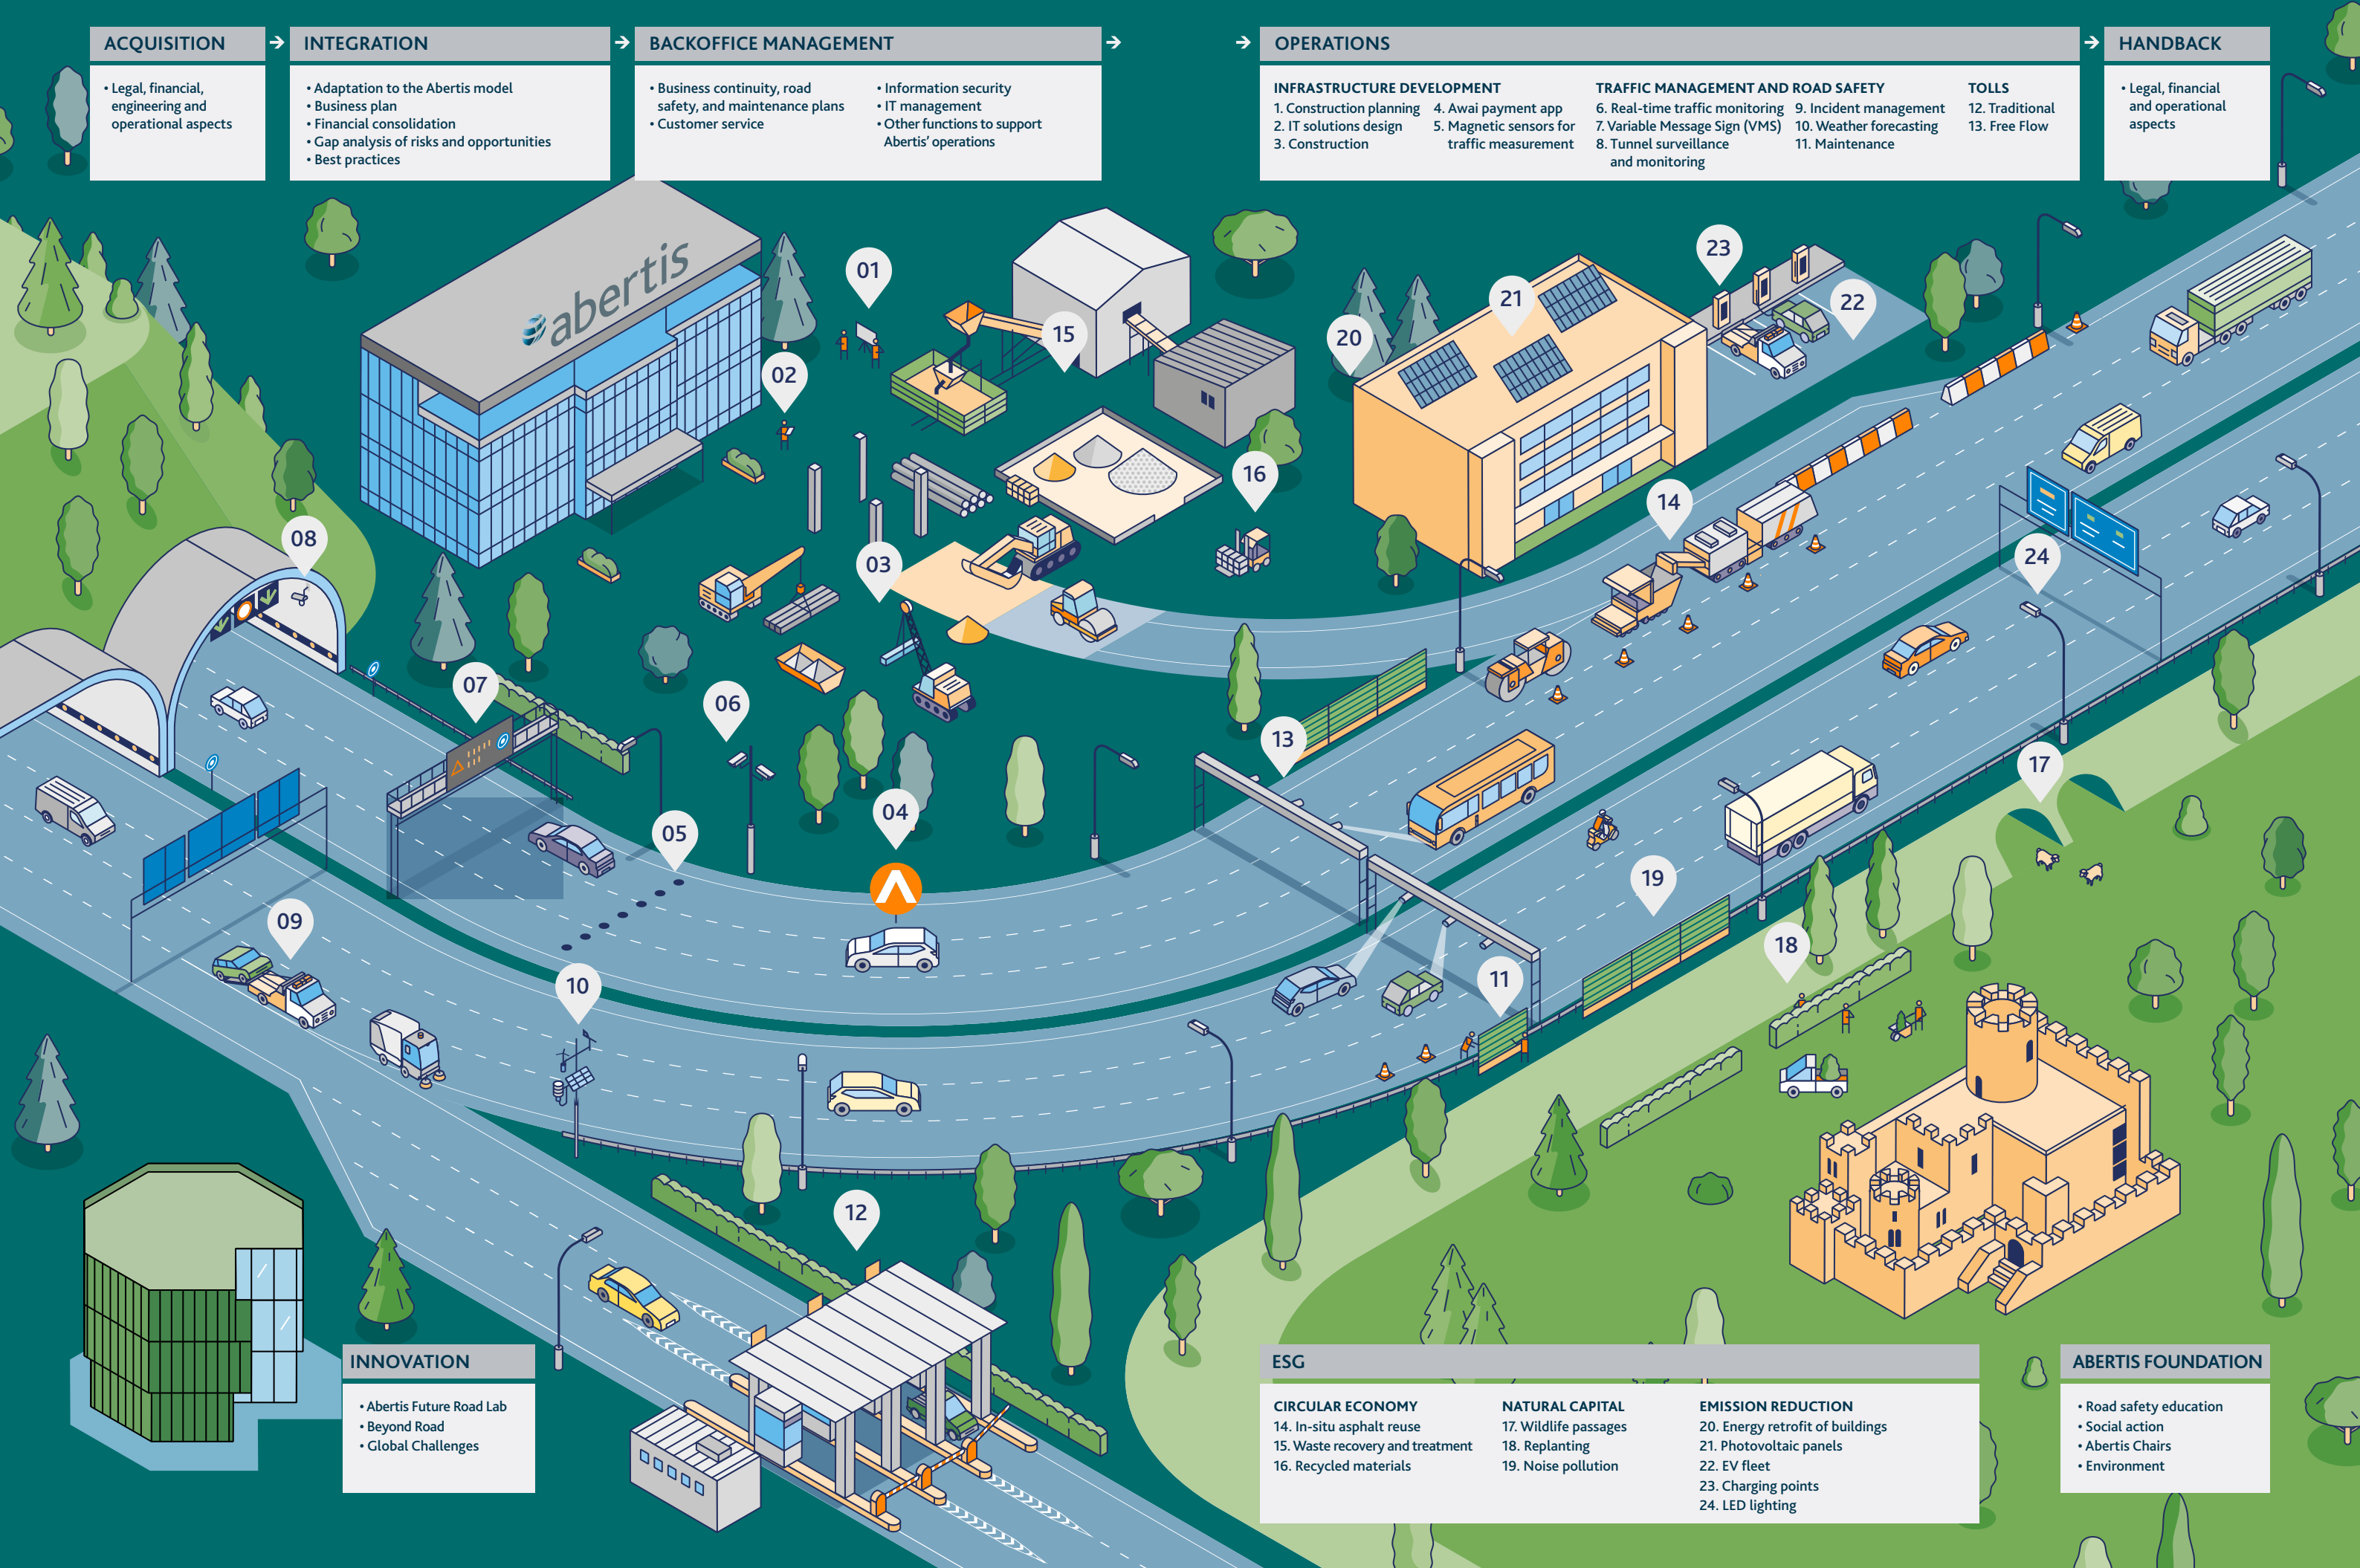 ACQUISITION
• Legal, financial,
engineering and
operational aspects
INTEGRATION
• Adaptation to the Abertis model
• Business plan
• Financial consolidation
• Gap analysis of risks and opportunities
• Best practices
BACKOFFICE MANAGEMENT
• Business continuity, road
safety, and maintenance plans
• Customer service
• Information security
• IT management
• Other functions to support
Abertis' operations
OPERATIONS
INFRASTRUCTURE DEVELOPMENT
1. Construction planning
2. IT solutions design
3. Construction
4. Awai payment app
5. Magnetic sensors for
traffic measurement
TRAFFIC MANAGEMENT AND ROAD SAFETY
6. Real-time traffic monitoring
7. Variable Message Sign (VMS)
8. Tunnel surveillance
and monitoring
9. Incident management
10. Weather forecasting
11. Maintenance
TOLLS
12. Traditional
13. Free Flow
HANDBACK
• Legal, financial
and operational
aspects
abertis
01
02
15
23
22
21
20
16
14
03
08
24
07
06
13
17
05
04
19
09
18
10
11
12
INNOVATION
• Abertis Future Road Lab
• Beyond Road
• Global Challenges
ESG
CIRCULAR ECONOMY
14. In-situ asphalt reuse
15. Waste recovery and treatment
16. Recycled materials
NATURAL CAPITAL
17. Wildlife passages
18. Replanting
19. Noise pollution
EMISSION REDUCTION
20. Energy retrofit of buildings
21. Photovoltaic panels
22. EV fleet
23. Charging points
24. LED lighting
ABERTIS FOUNDATION
• Road safety education
• Social action
• Abertis Chairs
• Environment